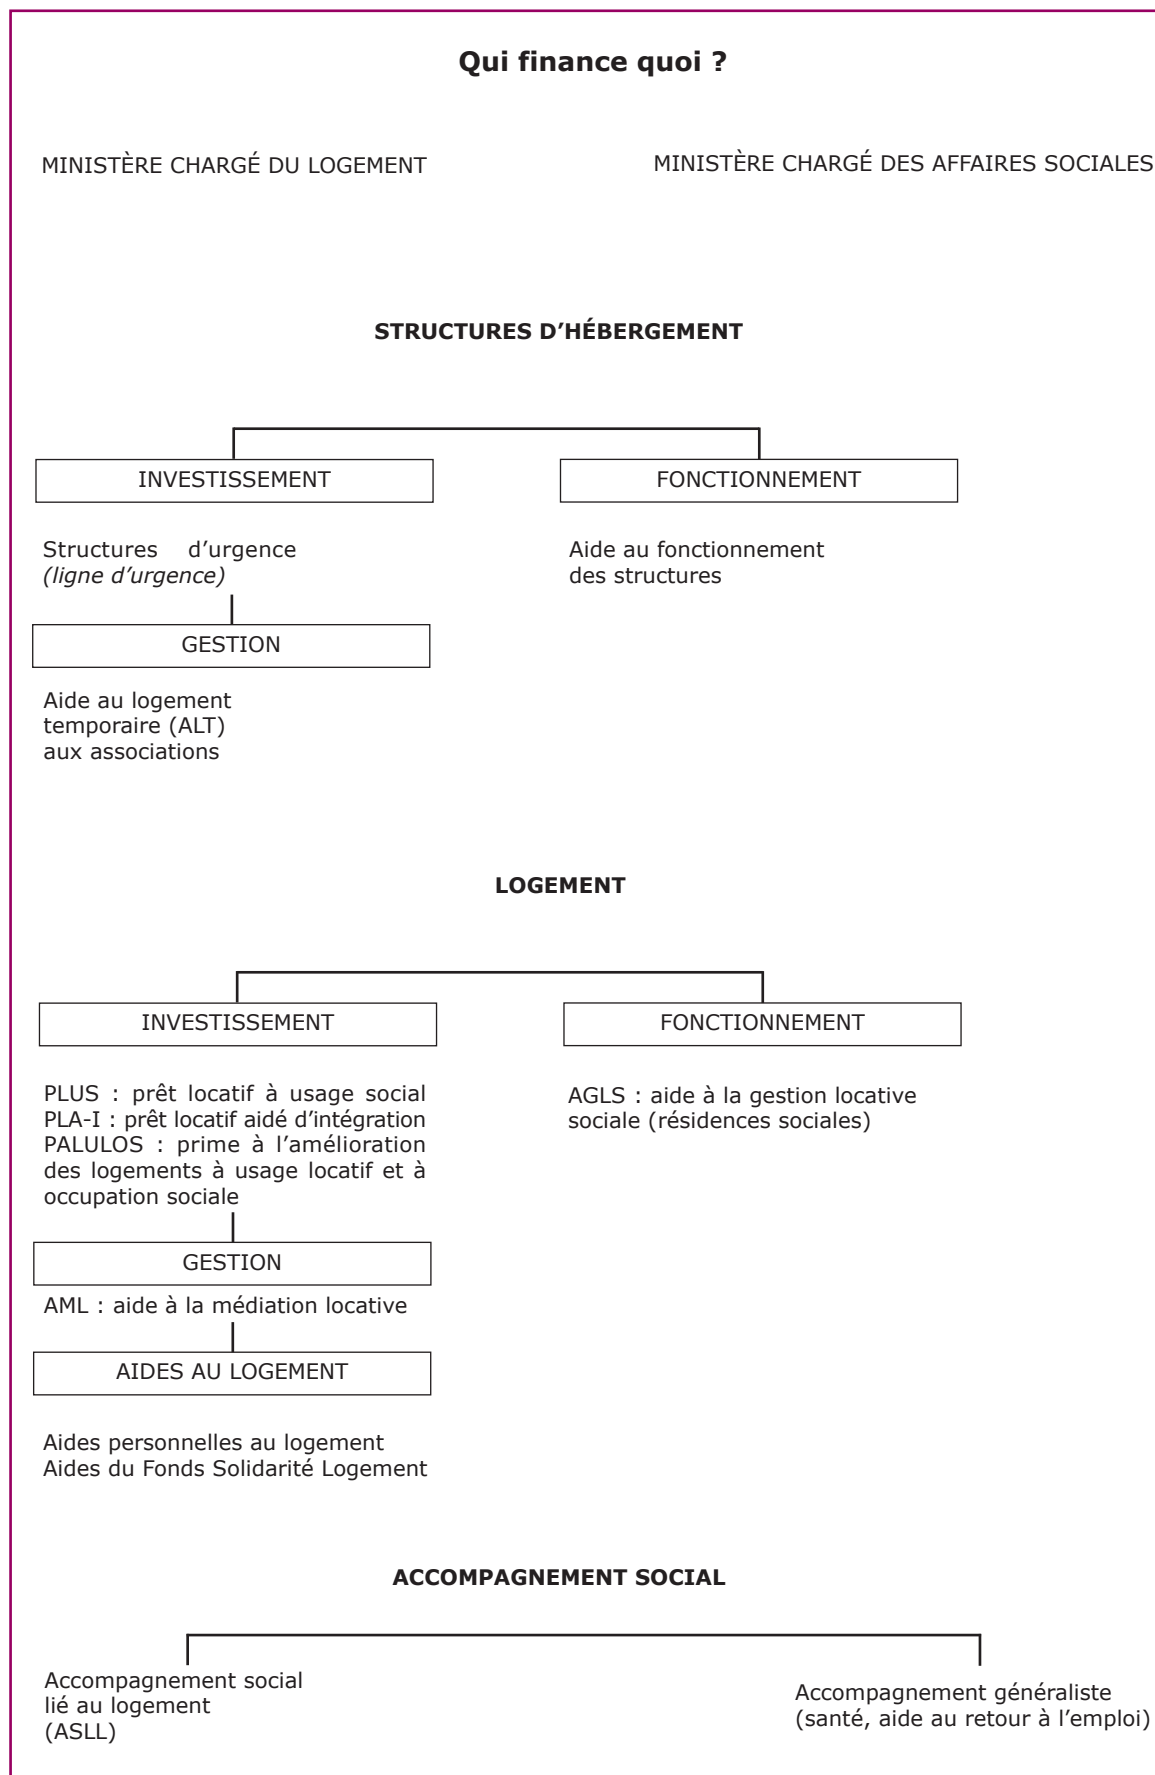 Qui finance quoi ?
MINISTÈRE CHARGÉ DU LOGEMENT
MINISTÈRE CHARGÉ DES AFFAIRES SOCIALES
STRUCTURES D'HÉBERGEMENT
INVESTISSEMENT
FONCTIONNEMENT
Structures d'urgence
(ligne d'urgence)
Aide au fonctionnement
des structures
GESTION
Aide au logement
temporaire (ALT)
aux associations
LOGEMENT
INVESTISSEMENT
FONCTIONNEMENT
PLUS : prêt locatif à usage social
PLA-I : prêt locatif aidé d'intégration
PALULOS : prime à l'amélioration
des logements à usage locatif et à
occupation sociale
AGLS : aide à la gestion locative
sociale (résidences sociales)
GESTION
AML : aide à la médiation locative
AIDES AU LOGEMENT
Aides personnelles au logement
Aides du Fonds Solidarité Logement
ACCOMPAGNEMENT SOCIAL
Accompagnement social
lié au logement
(ASLL)
Accompagnement généraliste
(santé, aide au retour à l'emploi)